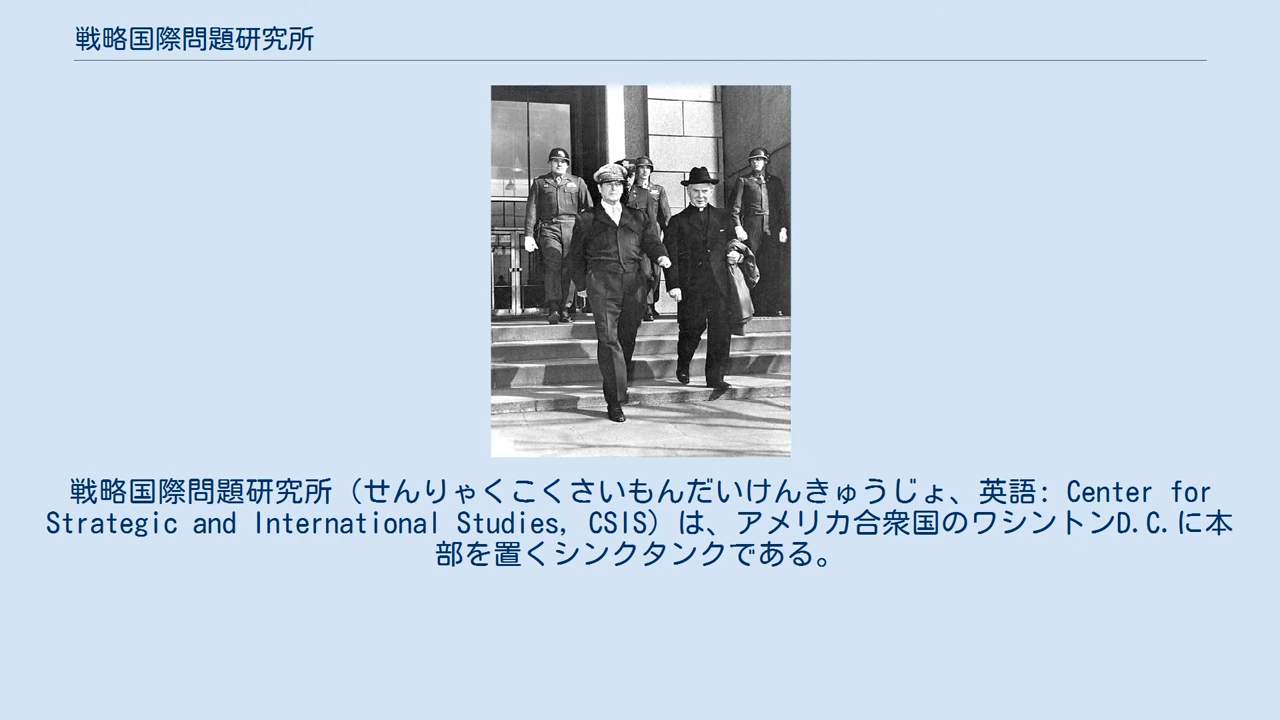 戦略国際問題研究所
戦略国際問題研究所（せんりゃくこくさいもんだいけんきゅうじょ、英語: Center for
Strategic and International Studies, CSIS）は、アメリカ合衆国のワシントンD.C.に本
部を置くシンクタンクである。